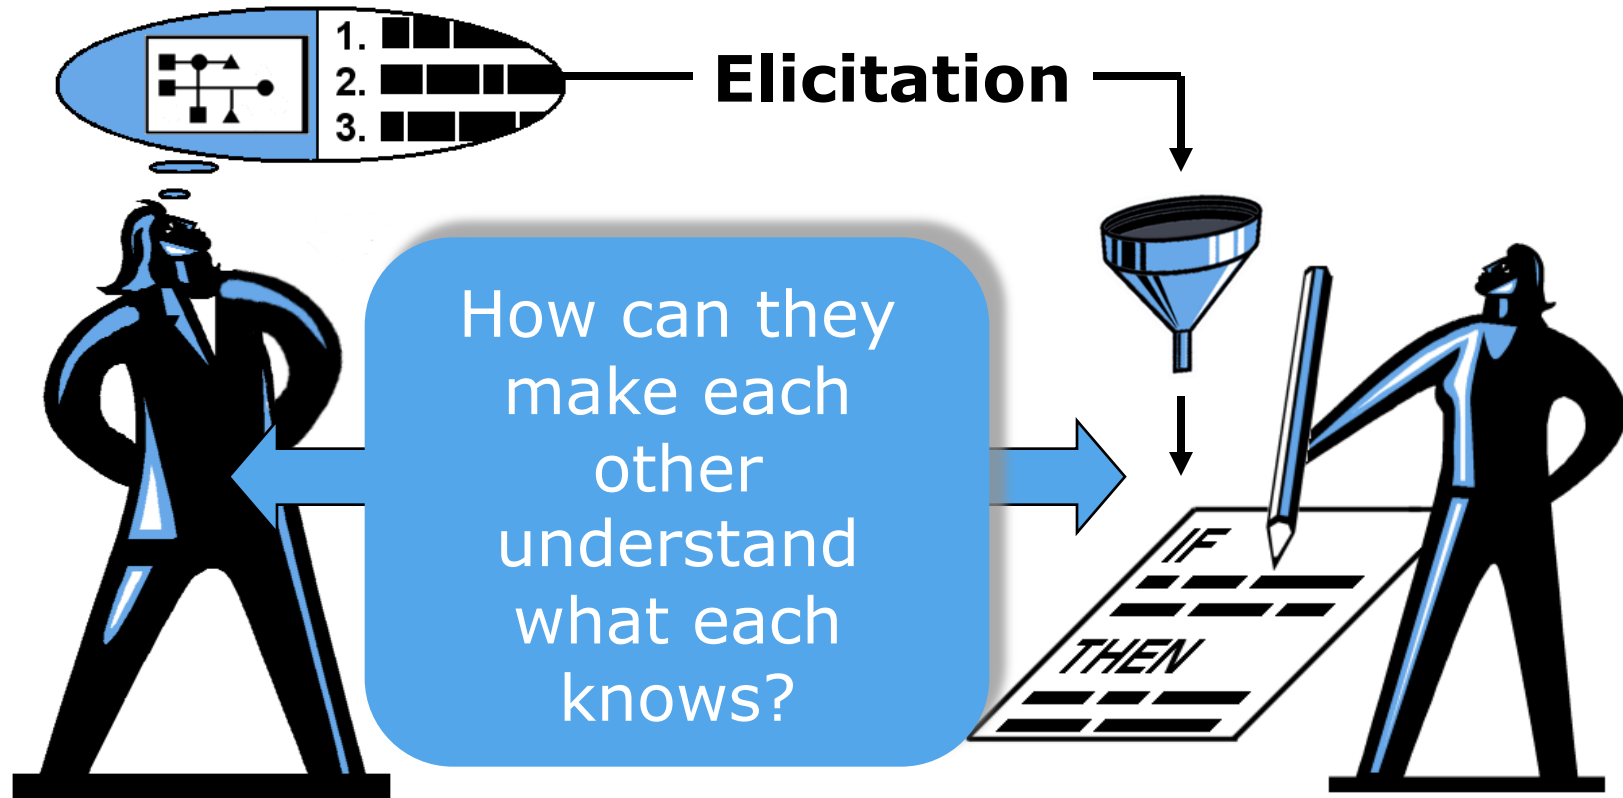 1.
2.
3.
Elicitation
How can they
make each
other
understand
what each
knows?
IF
THEN